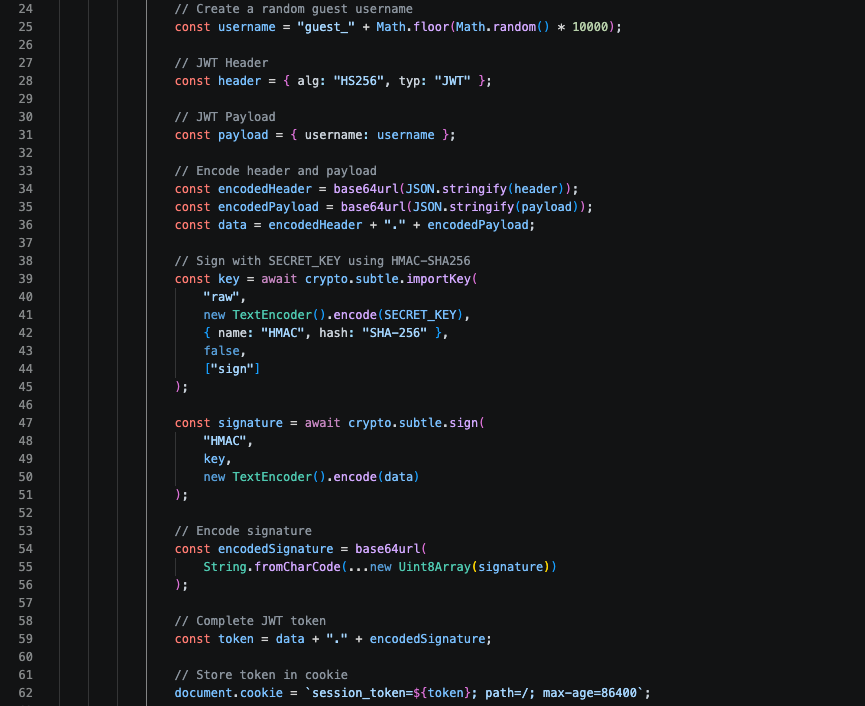 24 // Create a random guest username
25 const username = "guest_" + Math.floor(Math.random() * 10000);
26
27 // JWT Header
28 const header = { alg: "HS256", typ: "JWT" };
29
30 // JWT Payload
31 const payload = { username: username };
32
33 // Encode header and payload
34 const encodedHeader = base64url(JSON.stringify(header));
35 const encodedPayload = base64url(JSON.stringify(payload));
36 const data = encodedHeader + "." + encodedPayload;
37
38 // Sign with SECRET_KEY using HMAC-SHA256
39 const key = await crypto.subtle.importKey(
40 "raw",
41 new TextEncoder().encode(SECRET_KEY),
42 { name: "HMAC", hash: "SHA-256" },
43 false,
44 ["sign"]
45 );
46
47 const signature = await crypto.subtle.sign(
48 "HMAC",
49 key,
50 new TextEncoder().encode(data)
51 );
52
53 // Encode signature
54 const encodedSignature = base64url(
55 String.fromCharCode(...new Uint8Array(signature))
56 );
57
58 // Complete JWT token
59 const token = data + "." + encodedSignature;
60
61 // Store token in cookie
62 document.cookie = `session_token=${token}; path=/; max-age=86400`;